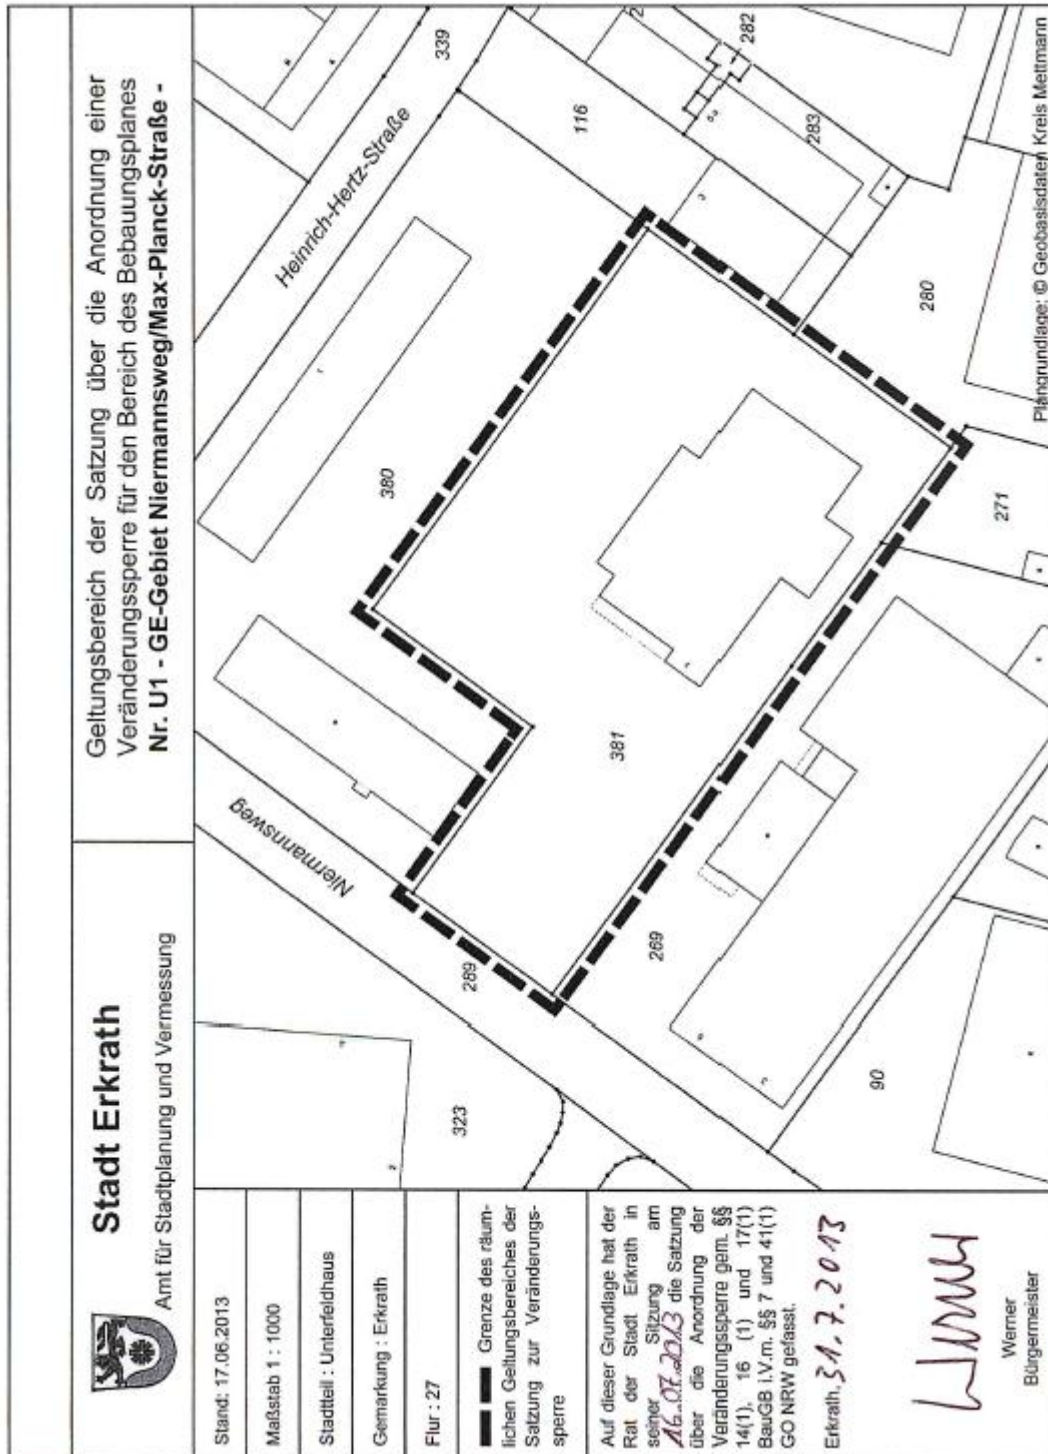 Stadt Erkrath
Amt für Stadtplanung und Vermessung
Geltungsbereich der Satzung über die Anordnung einer
Veränderungssperre für den Bereich des Bebauungsplanes
Nr. U1 - GE-Gebiet Niermannsweg/Max-Planck-Straße -
Stand: 17.06.2013
Maßstab 1 : 1000
Stadtteil : Unterfeldhaus
Gemarkung : Erkrath
Flur : 27
Grenze des räum-
lichen Geltungsbereiches der
Satzung zur Veränderungs-
sperre
Auf dieser Grundlage hat der
Rat der Stadt Erkrath in
seiner Sitzung am
16.07.2013 die Satzung
über die Anordnung der
Veränderungssperre gem. §§
14(1), 16 (1) und 17(1)
BauGB i.V.m. §§ 7 und 41(1)
GO NRW gefasst.
Erkrath, 31.7.2013
Werner
Bürgermeister
Niermannsweg
Heinrich-Hertz-Straße
339
116
282
283
280
271
380
381
289
269
323
90
Plangrundlage: © Geobasisdaten Kreis Mettmann